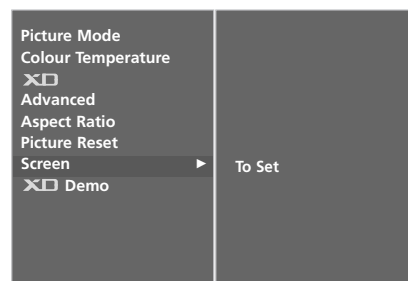 Picture Mode
Colour Temperature
XD
Advanced
Aspect Ratio
Picture Reset
Screen ►
To Set
XD Demo